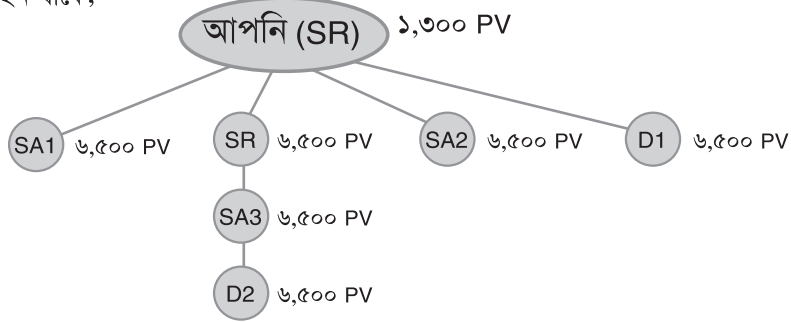 আপনি (SR) ১,৩০০ PV
SA1 ৬,৫০০ PV SR ৬,৫০০ PV SA2 ৬,৫০০ PV D1 ৬,৫০০ PV
SA3 ৬,৫০০ PV
D2 ৬,৫০০ PV